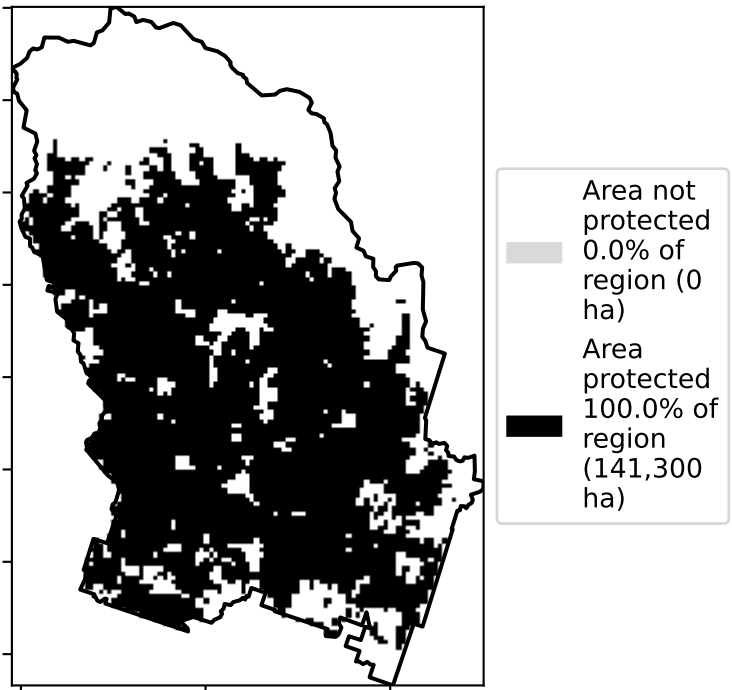 Area not
protected
0.0% of
region (0
ha)
Area
protected
100.0% of
region
(141,300
ha)